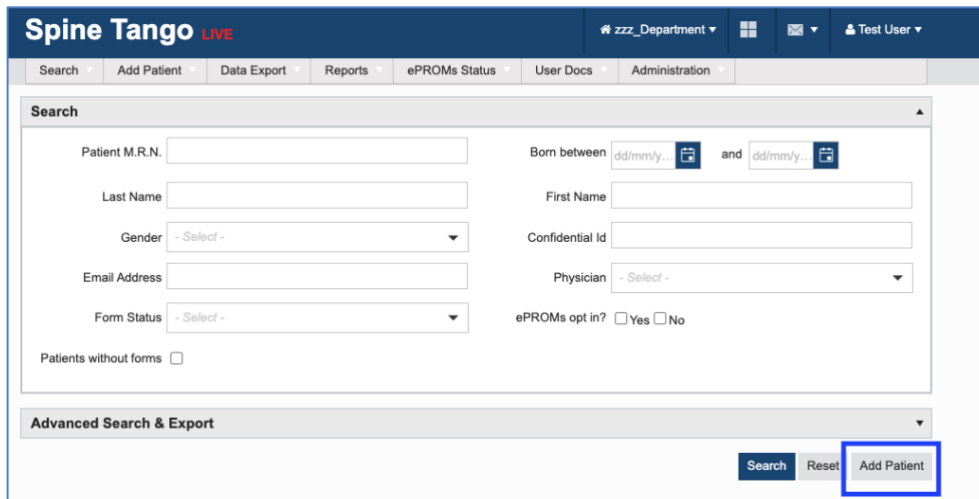 Spine Tango LIVE zzz_Department Test User
Search Add Patient Data Export Reports ePROMs Status User Docs Administration
Search
Patient M.R.N. Born between dd/mm/y... and dd/mm/y...
Last Name First Name
Gender - Select - Confidential Id
Email Address Physician - Select -
Form Status - Select - ePROMs opt in? Yes No
Patients without forms
Advanced Search & Export
Search Reset Add Patient